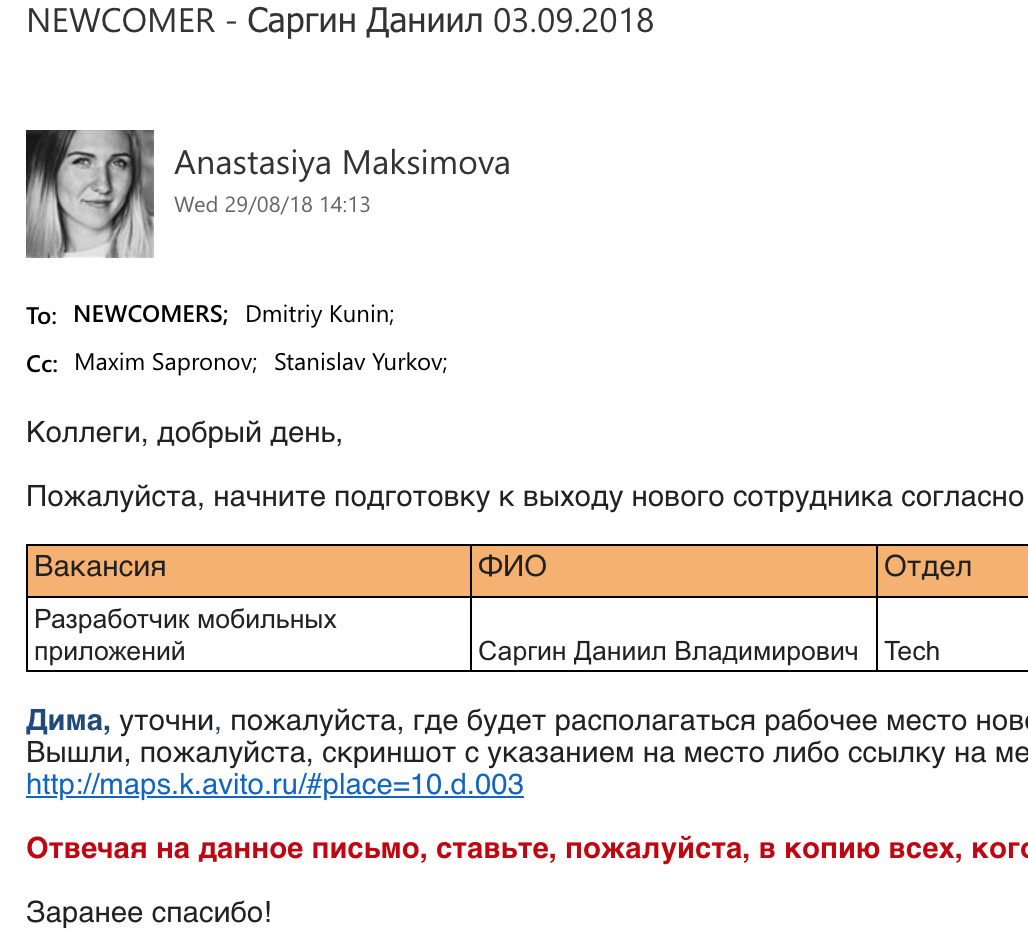 NEWCOMER - Саргин Даниил 03.09.2018
Anastasiya Maksimova
Wed 29/08/18 14:13
To: NEWCOMERS; Dmitriy Kunin;
Cc: Maxim Sapronov; Stanislav Yurkov;
Коллеги, добрый день,
Пожалуйста, начните подготовку к выходу нового сотрудника согласно
Вакансия ФИО Отдел
Разработчик мобильных
приложений Саргин Даниил Владимирович Tech
Дима, уточни, пожалуйста, где будет располагаться рабочее место
Вышли, пожалуйста, скриншот с указанием на место либо ссылку на
http://maps.k.avito.ru/#place=10.d.003
Отвечая на данное письмо, ставьте, пожалуйста, в копию всех,
Заранее спасибо!